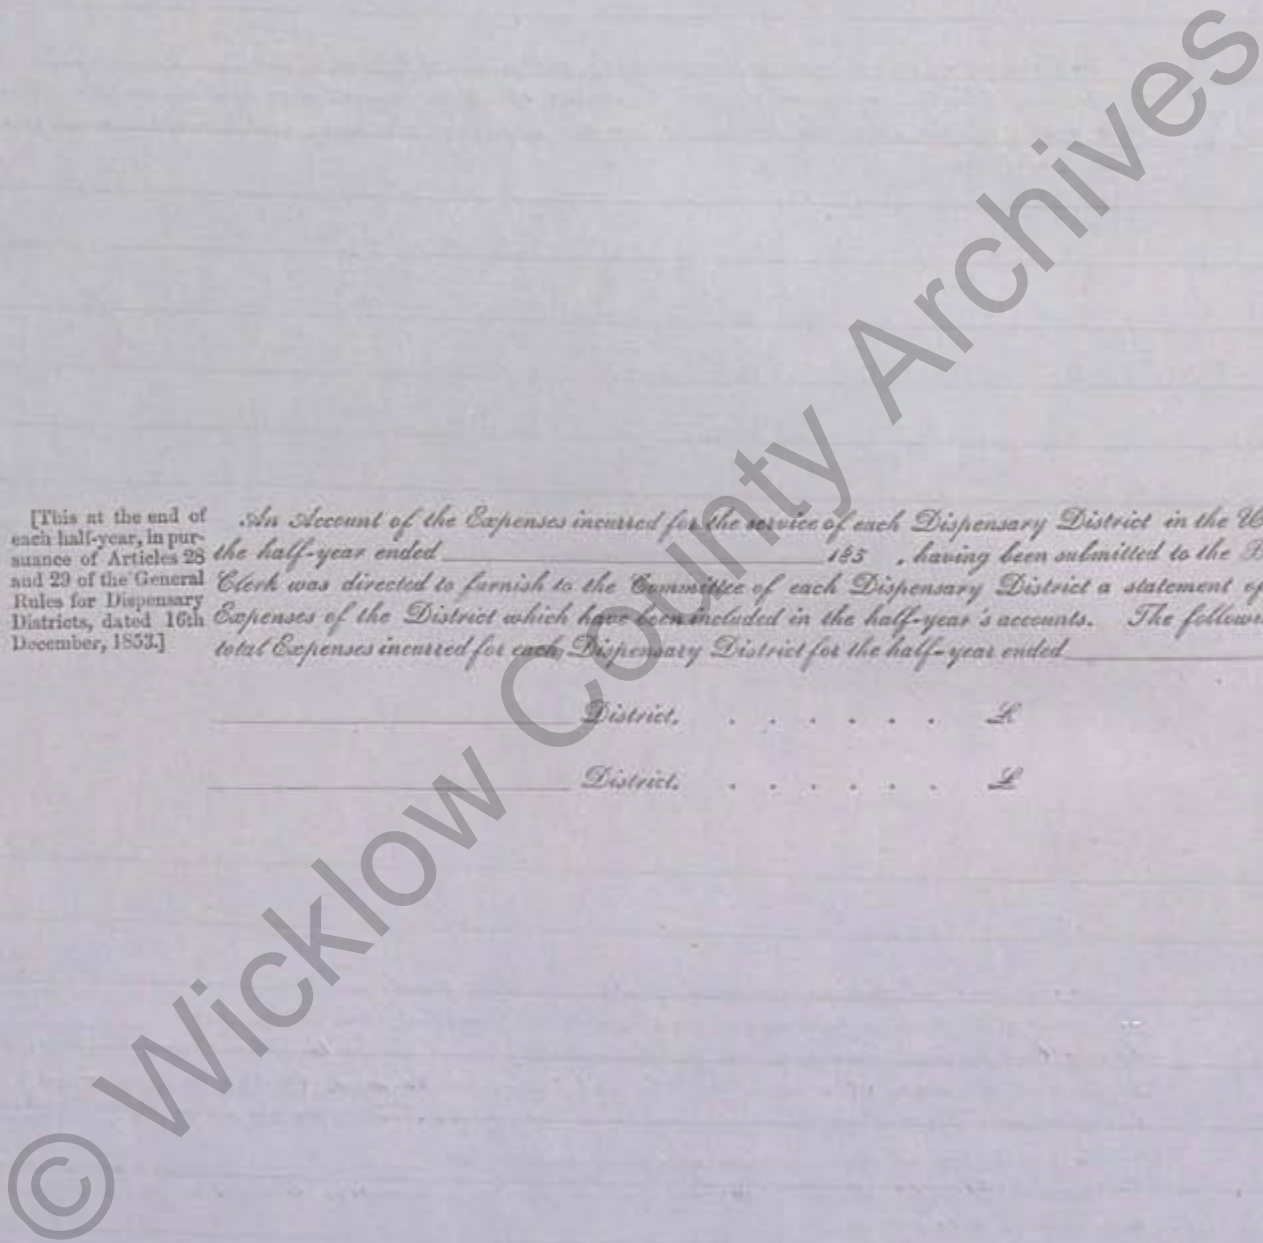 [This at the end of
each half-year, in pur-
suance of Articles 28
and 29 of the General
Rules for Dispensary
Districts, dated 16th
December, 1853.]
An Account of the Expenses incurred for the service of each Dispensary District in the U
the half-year ended 185 , having been submitted to the B
Clerk was directed to furnish to the Committee of each Dispensary District a statement of
Expenses of the District which have been included in the half-year's accounts. The followi
total Expenses incurred for each Dispensary District for the half-year ended
District. . . . . . . £
District. . . . . . . £
© Wicklow County Archives